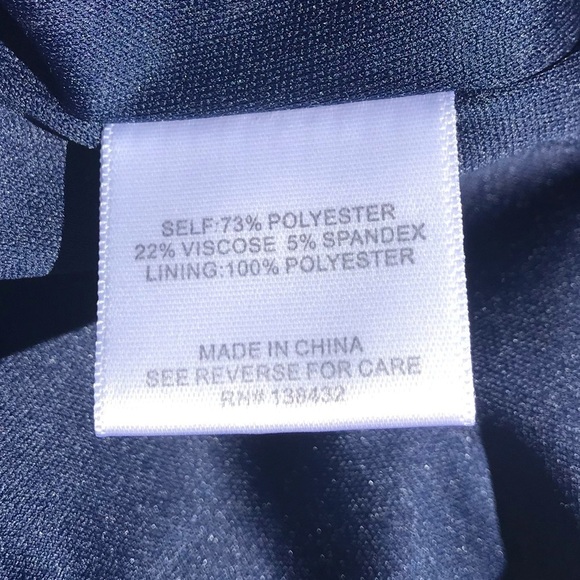 SELF:73% POLYESTER
22% VISCOSE 5% SPANDEX
LINING:100% POLYESTER
MADE IN CHINA
SEE REVERSE FOR CARE
RN# 138432